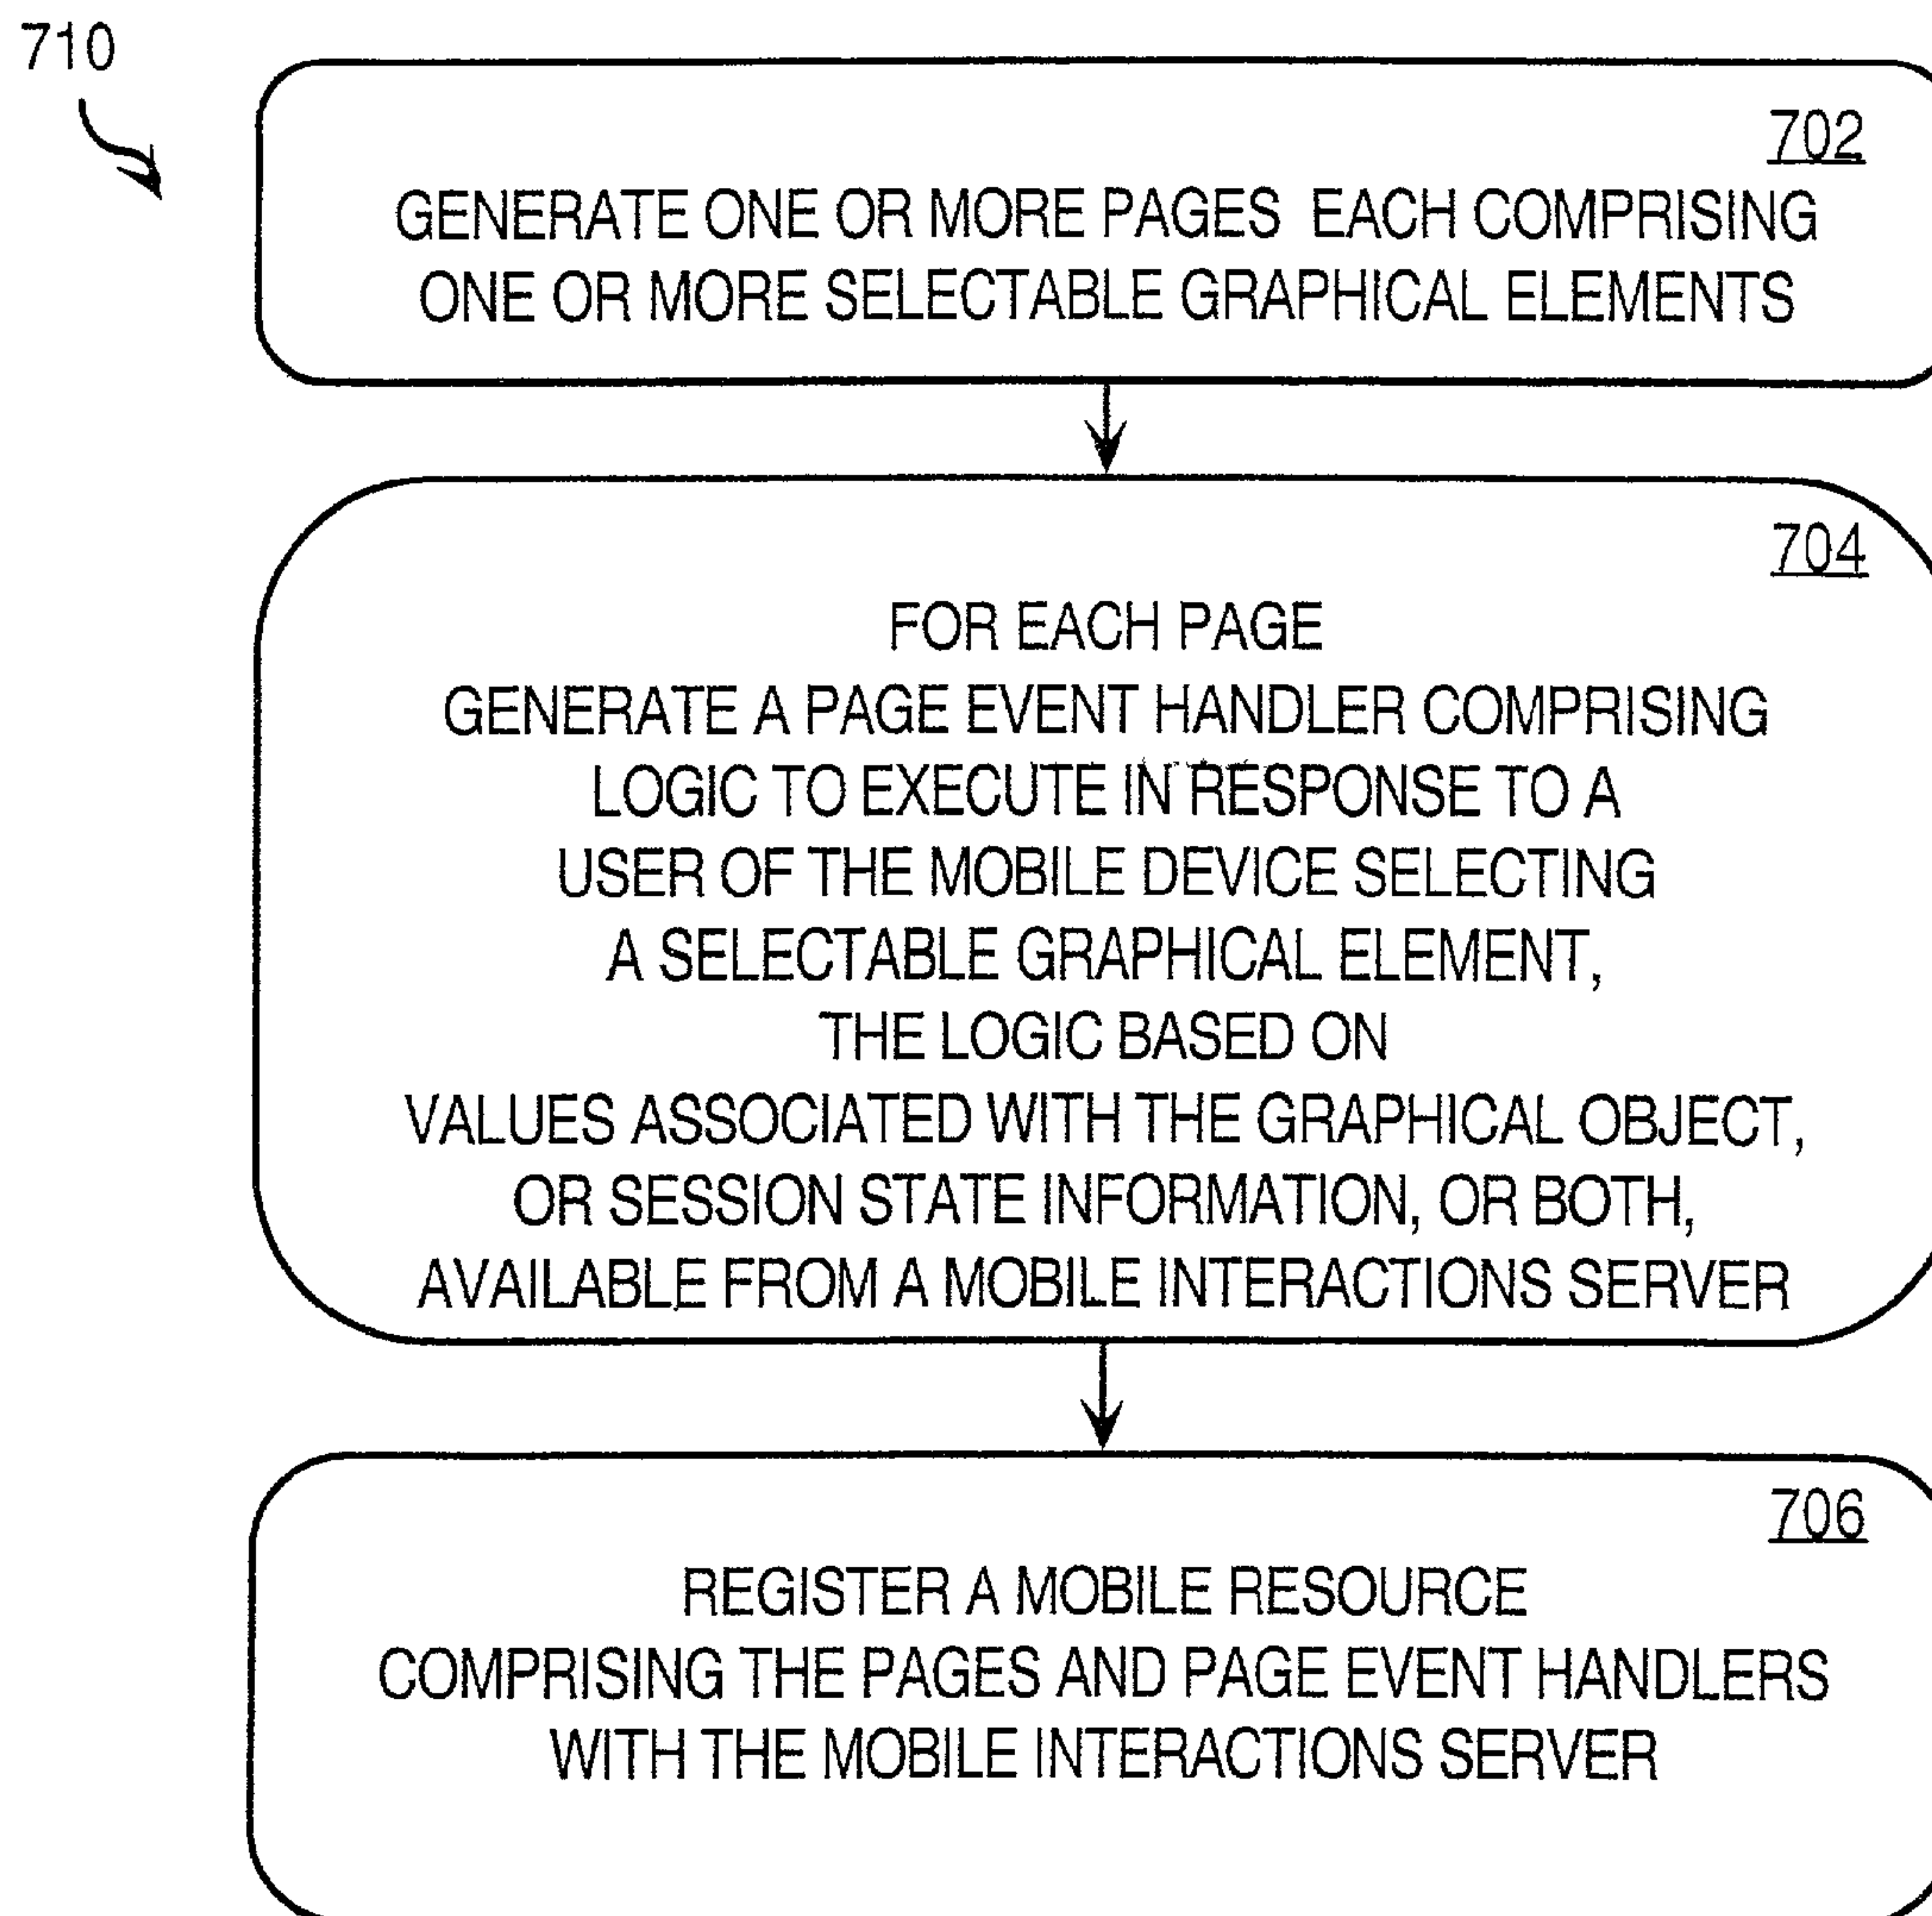 710
702
GENERATE ONE OR MORE PAGES EACH COMPRISING
ONE OR MORE SELECTABLE GRAPHICAL ELEMENTS
704
FOR EACH PAGE
GENERATE A PAGE EVENT HANDLER COMPRISING
LOGIC TO EXECUTE IN RESPONSE TO A
USER OF THE MOBILE DEVICE SELECTING
A SELECTABLE GRAPHICAL ELEMENT,
THE LOGIC BASED ON
VALUES ASSOCIATED WITH THE GRAPHICAL OBJECT,
OR SESSION STATE INFORMATION, OR BOTH,
AVAILABLE FROM A MOBILE INTERACTIONS SERVER
706
REGISTER A MOBILE RESOURCE
COMPRISING THE PAGES AND PAGE EVENT HANDLERS
WITH THE MOBILE INTERACTIONS SERVER